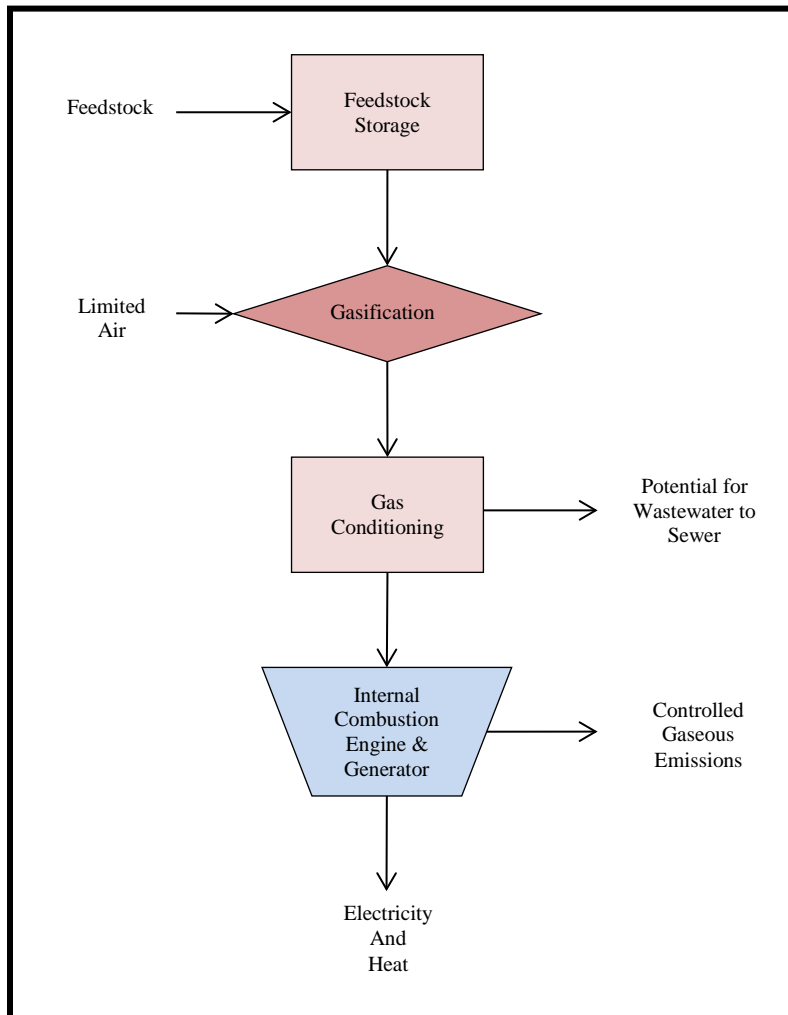 Feedstock
Feedstock
Storage
Limited
Air
Gasification
Gas
Conditioning
Potential for
Wastewater to
Sewer
Internal
Combustion
Engine &
Generator
Controlled
Gaseous
Emissions
Electricity
And
Heat